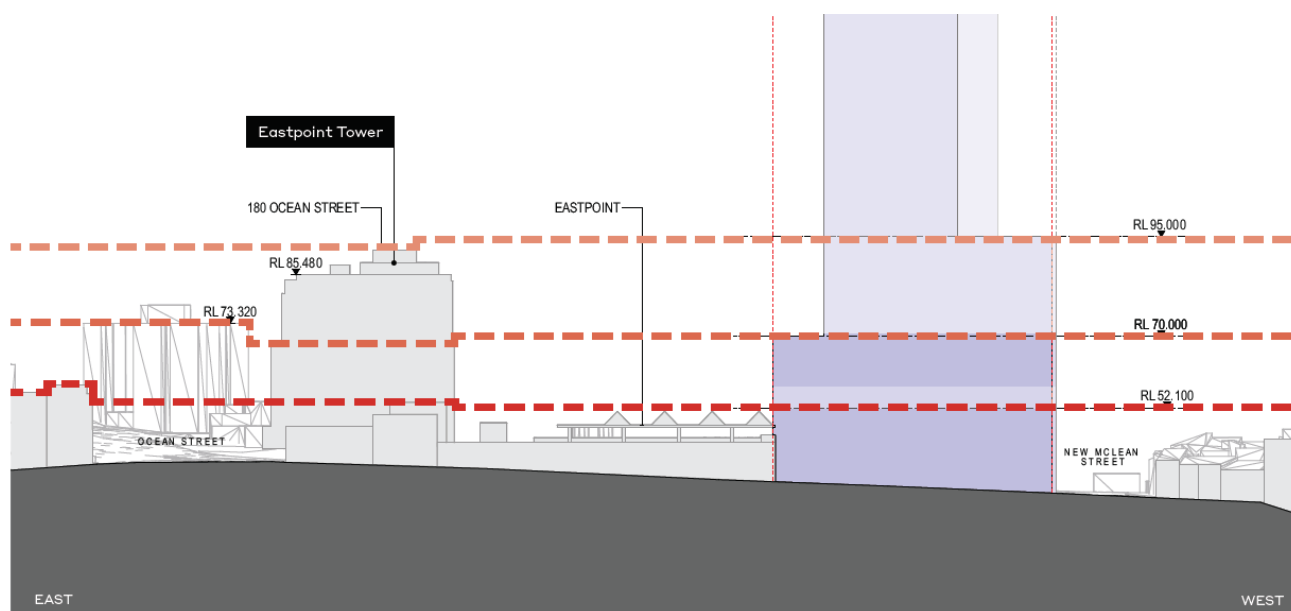 Eastpoint Tower
180 OCEAN STREET
EASTPOINT
RL 95.000
RL 85.480
RL 73.320
RL 70.000
RL 52.100
OCEAN STREET
NEW MCLEAN
STREET
EAST
WEST